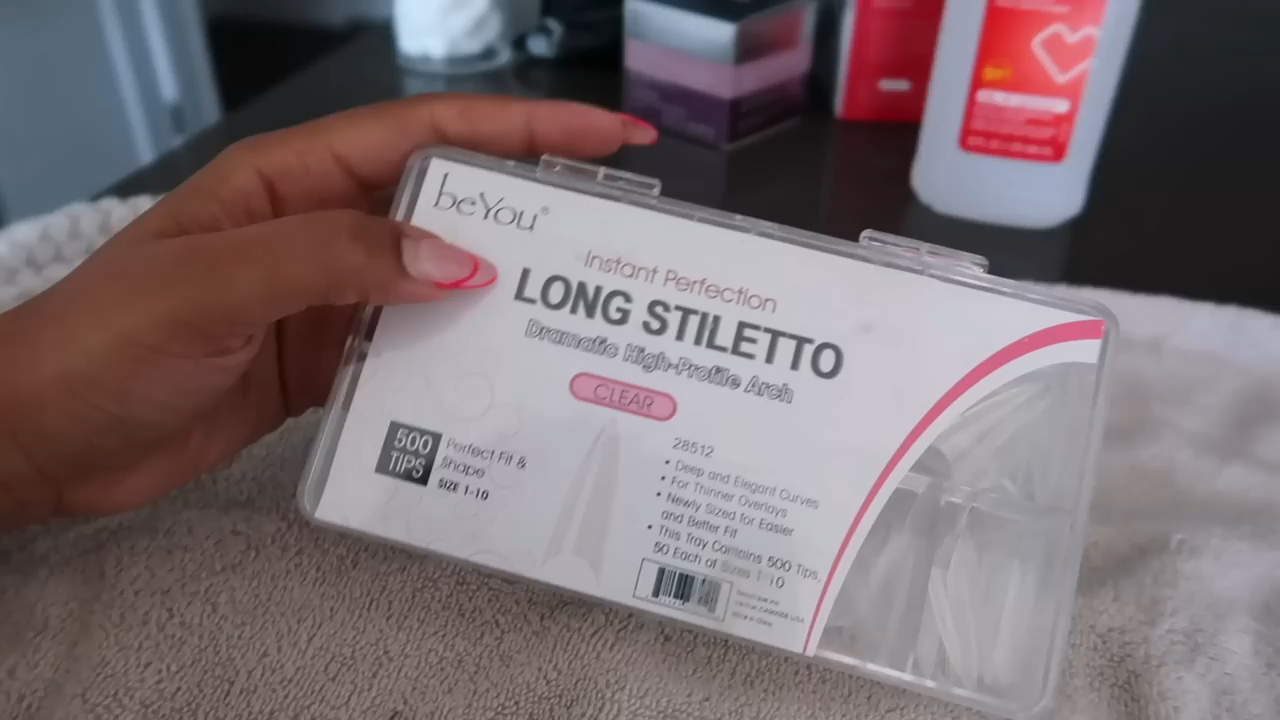 beYou®
Instant Perfection
LONG STILETTO
Dramatic High-Profile Arch
CLEAR
500
TIPS
Perfect Fit &
Shape
SIZE 1-10
28512
• Deep and Elegant Curves
• For Thinner Overlays
• Newly Sized for Easier
and Better Fit
• This Tray Contains 500 Tips,
50 Each of Sizes 1-10